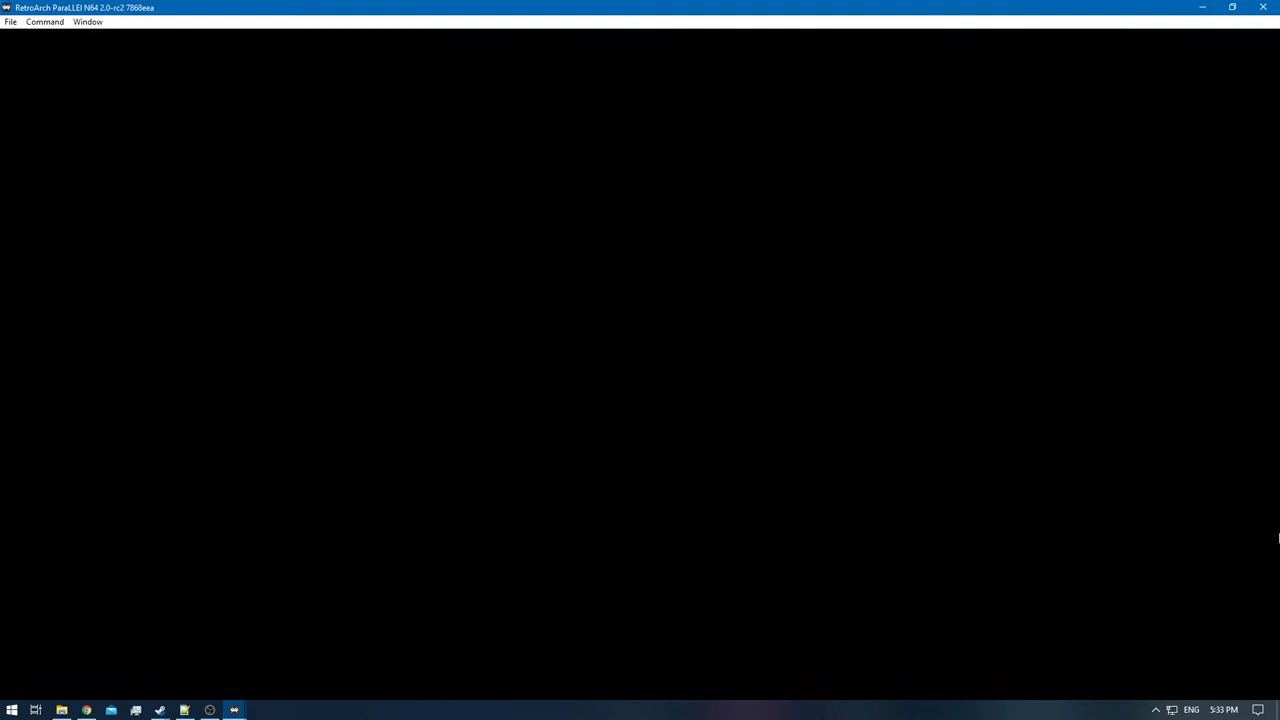 RetroArch ParaLLEl N64 2.0-rc2 7868eea
File Command Window
ENG 5:33 PM